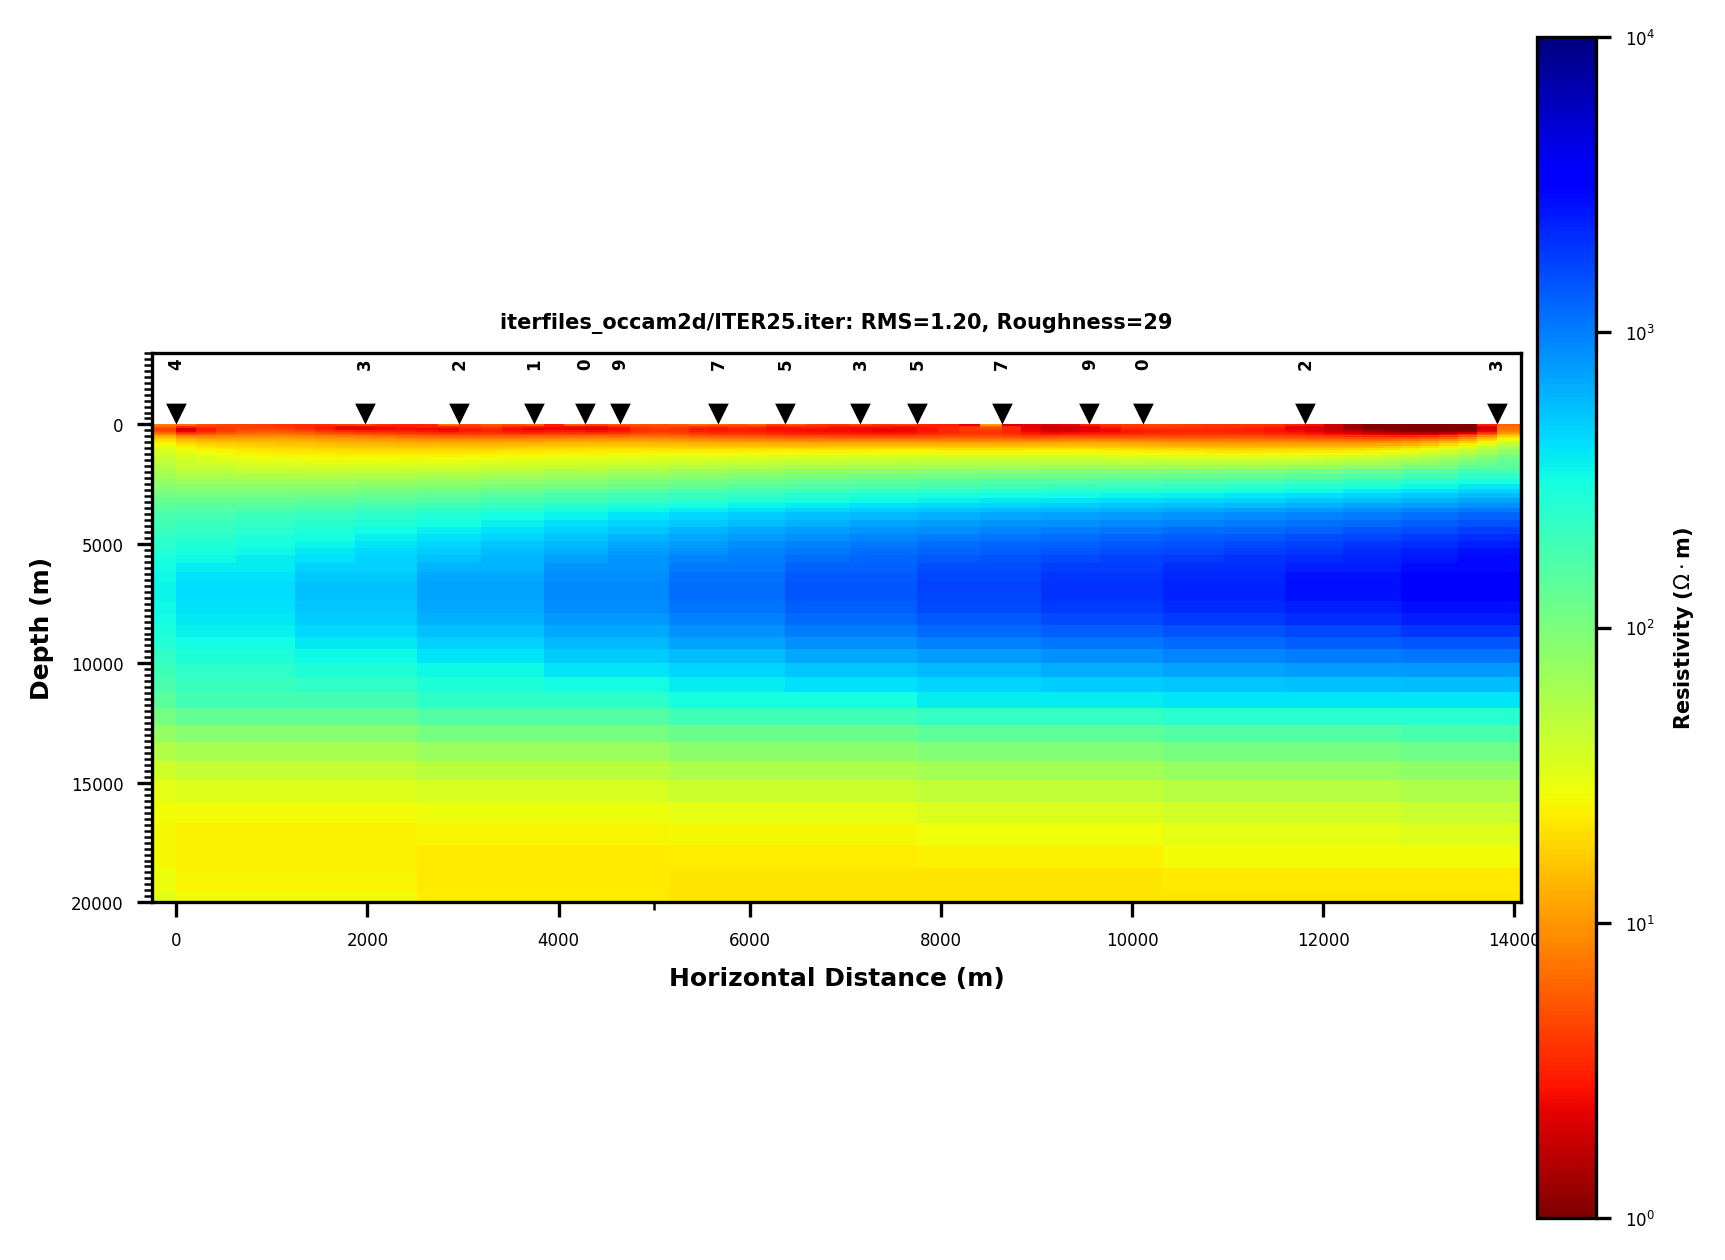 iterfiles_occam2d/ITER25.iter: RMS=1.20, Roughness=29
4 3 2 1 0 9 7 5 3 5 7 9 0 2 3
0
5000
10000
15000
20000
Depth (m)
0 2000 4000 6000 8000 10000 12000 14000
Horizontal Distance (m)
10⁴
10³
10²
10¹
10⁰
Resistivity (Ω · m)